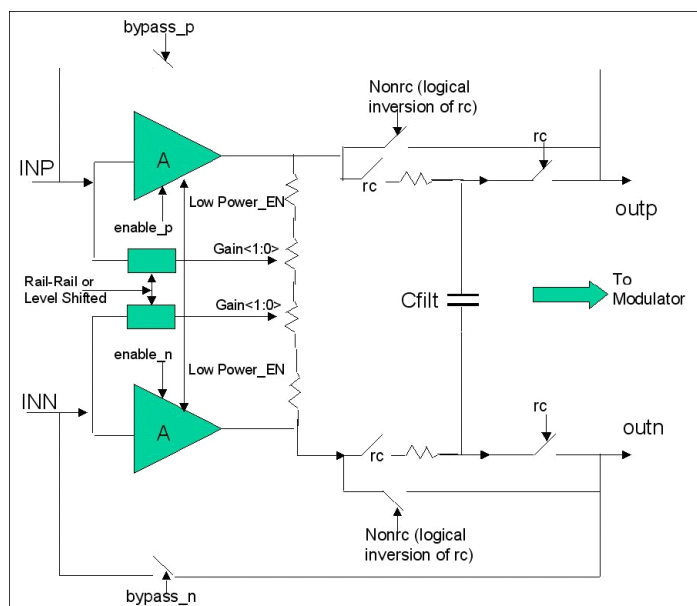 bypass_p
Nonrc (logical
inversion of rc)
rc
A
INP
rc
Low Power_EN
outp
enable_p
Gain<1:0>
Rail-Rail or
Level Shifted
To
Modulator
Cfilt
Gain<1:0>
enable_n
Low Power_EN
INN
rc
outn
A
rc
Nonrc (logical
inversion of rc)
bypass_n